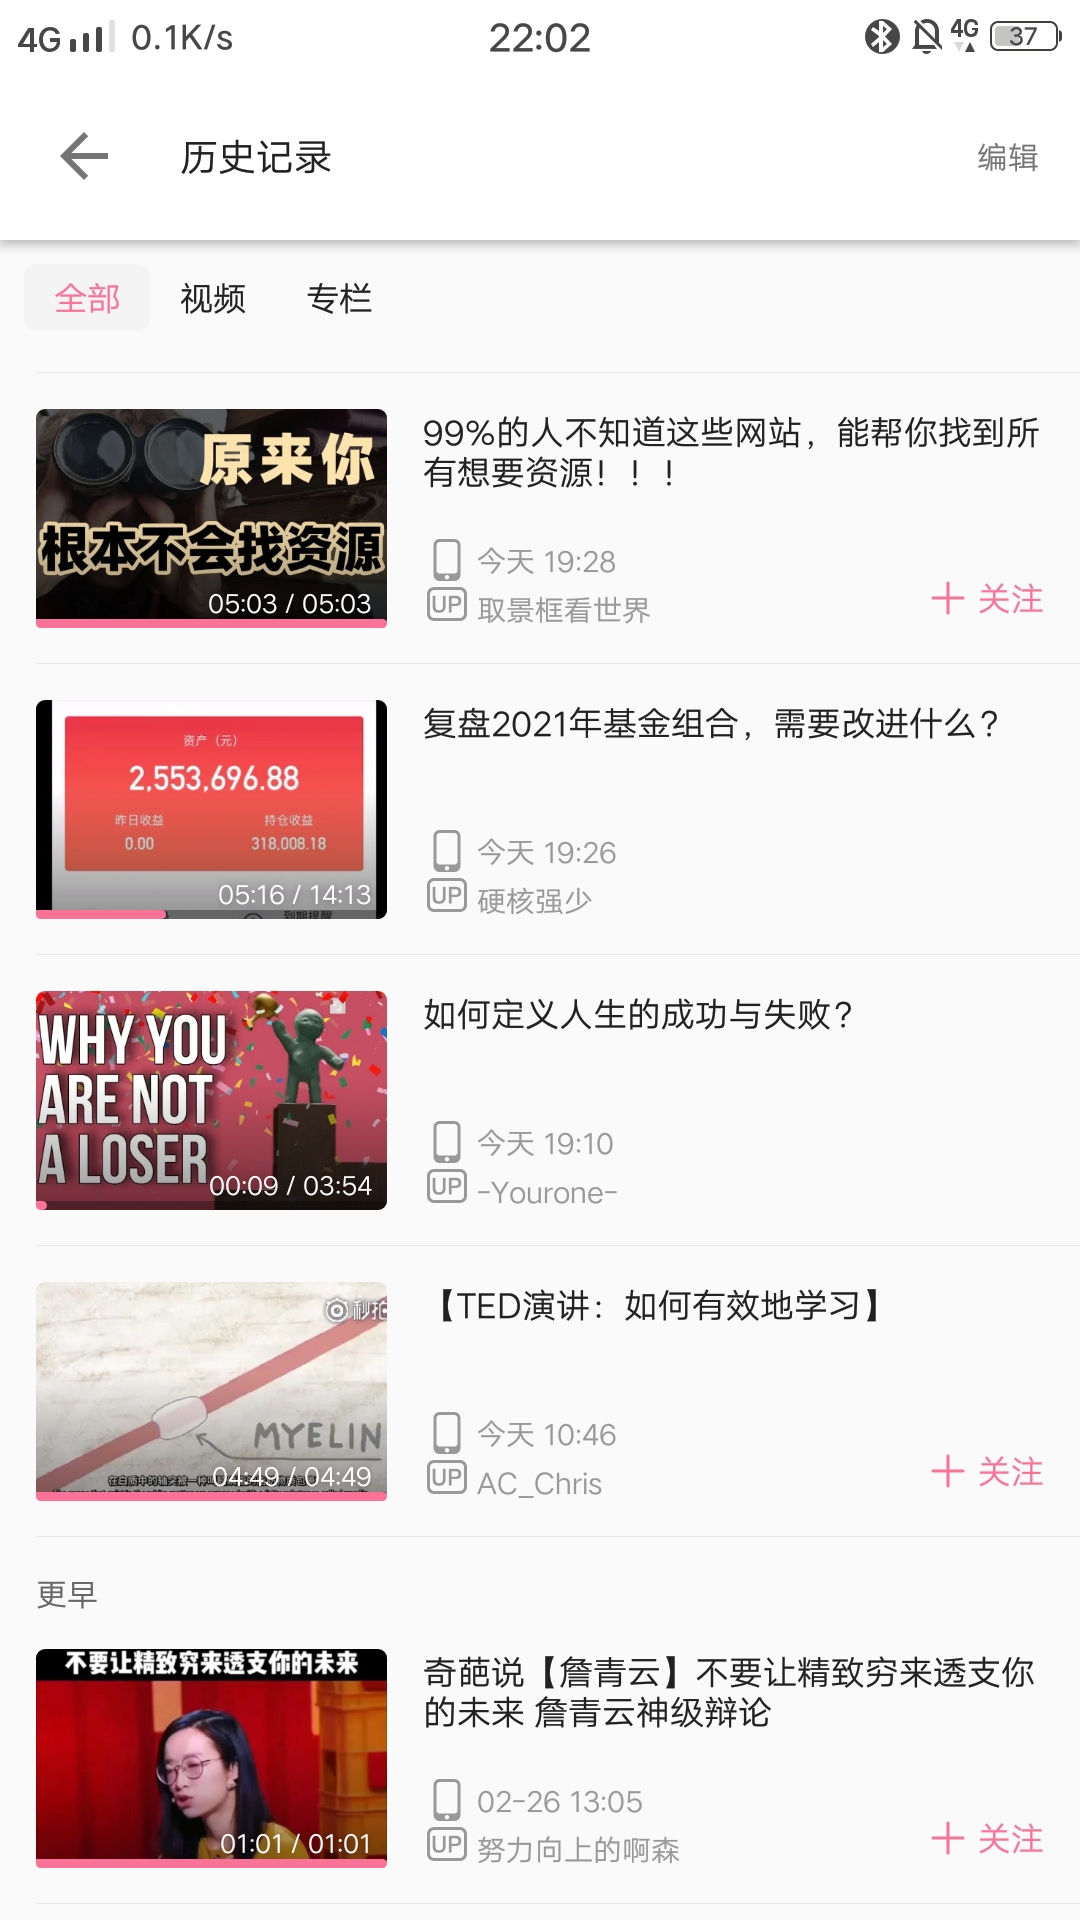 4G 0.1K/s 22:02 4G 37
历史记录 编辑
全部 视频 专栏
原来你
根本不会找资源
05:03 / 05:03
99%的人不知道这些网站，能帮你找到所
有想要资源！！！
今天 19:28
UP 取景框看世界
关注
资产（元）
2,553,696.88
昨日收益 持仓收益
0.00 318,008.18
05:16 / 14:13
到期提醒
复盘2021年基金组合，需要改进什么？
今天 19:26
UP 硬核强少
WHY YOU
ARE NOT
A LOSER
00:09 / 03:54
如何定义人生的成功与失败？
今天 19:10
UP -Yourone-
秒拍
MYELIN
04:49 / 04:49
【TED演讲：如何有效地学习】
今天 10:46
UP AC_Chris
关注
更早
不要让精致穷来透支你的未来
01:01 / 01:01
奇葩说【詹青云】不要让精致穷来透支你
的未来 詹青云神级辩论
02-26 13:05
UP 努力向上的啊森
关注